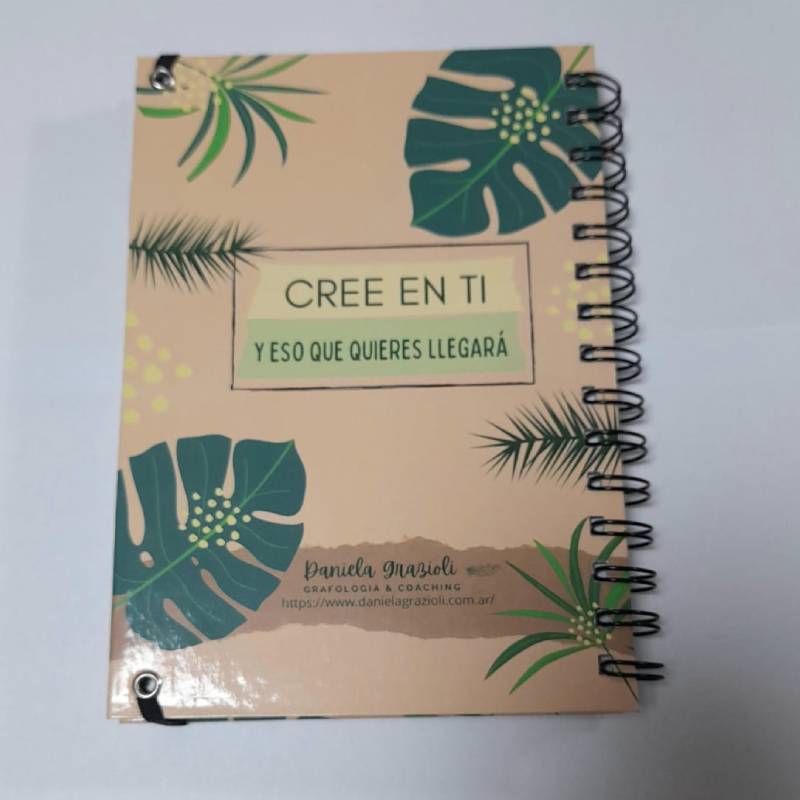 CREE EN TI
Y ESO QUE QUIERES LLEGARÁ
Daniela Grazioli
GRAFOLOGIA & COACHING
https://www.danielagrazioli.com.ar/